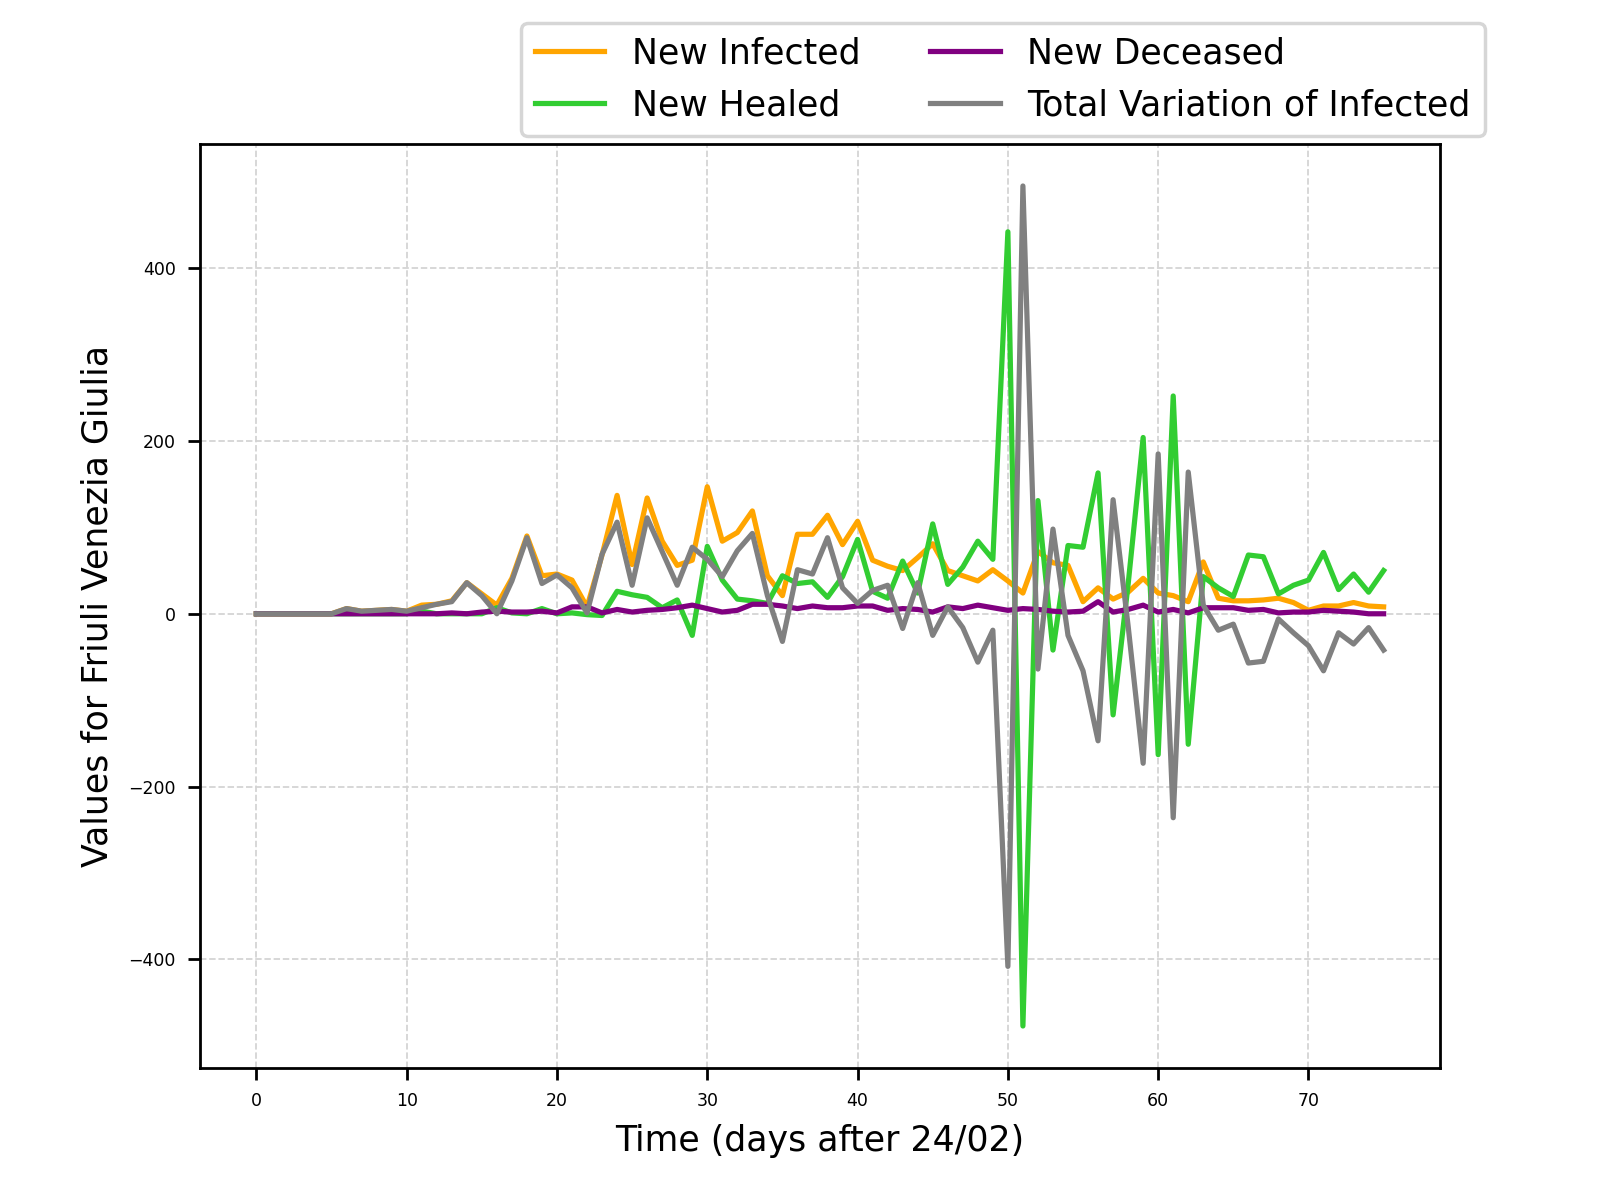 New Infected
New Healed
New Deceased
Total Variation of Infected
Values for Friuli Venezia Giulia
400
200
0
−200
−400
0 10 20 30 40 50 60 70
Time (days after 24/02)